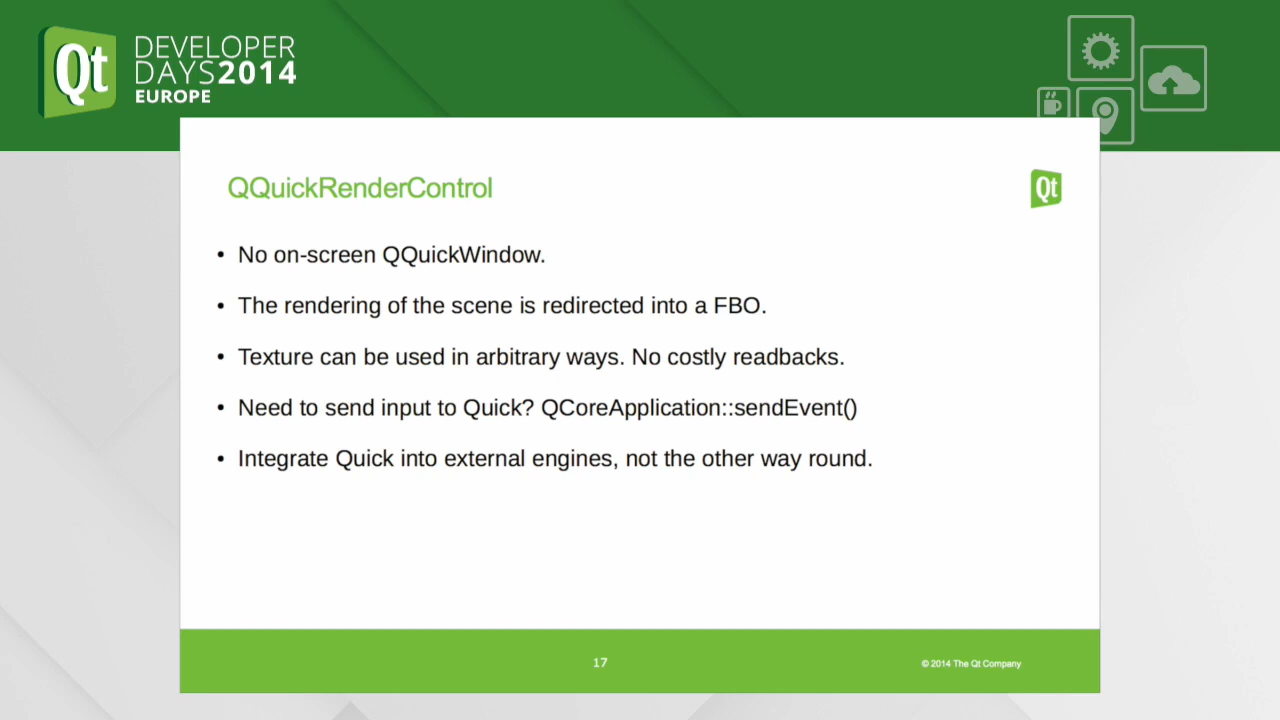 Qt
DEVELOPER
DAYS2014
EUROPE
QQuickRenderControl
Qt
• No on-screen QQuickWindow.
• The rendering of the scene is redirected into a FBO.
• Texture can be used in arbitrary ways. No costly readbacks.
• Need to send input to Quick? QCoreApplication::sendEvent()
• Integrate Quick into external engines, not the other way round.
17
© 2014 The Qt Company